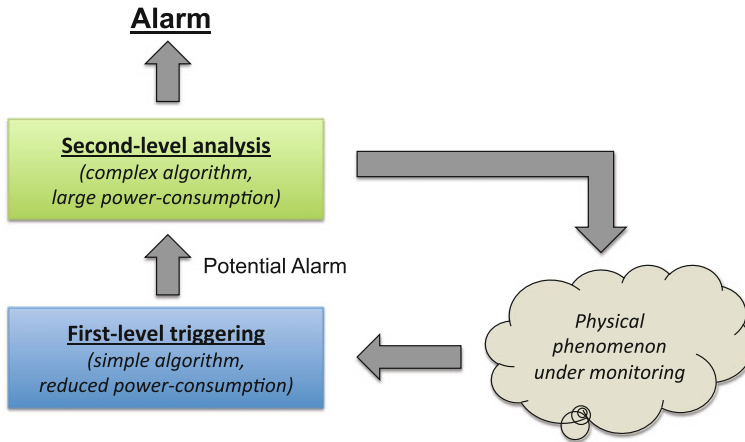 Alarm
Second-level analysis
(complex algorithm,
large power-consumption)
Potential Alarm
First-level triggering
(simple algorithm,
reduced power-consumption)
Physical
phenomenon
under monitoring